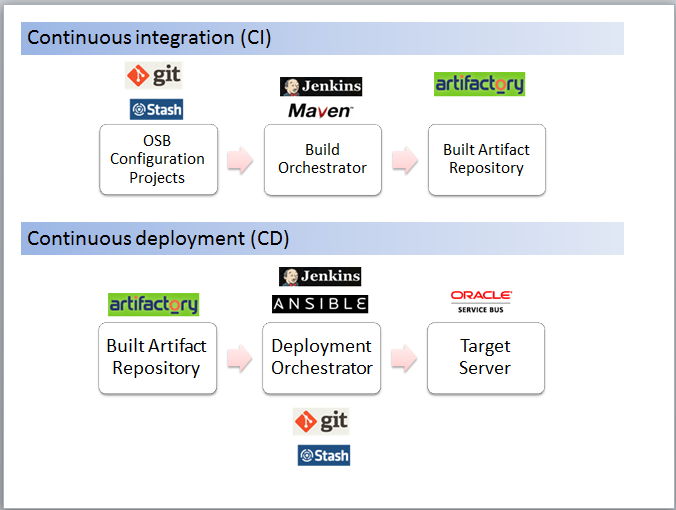 Continuous integration (CI)
git
Stash
Jenkins
Maven™
artifactory
OSB
Configuration
Projects
Build
Orchestrator
Built Artifact
Repository
Continuous deployment (CD)
artifactory
Jenkins
ANSIBLE
ORACLE®
SERVICE BUS
Built Artifact
Repository
Deployment
Orchestrator
Target
Server
git
Stash